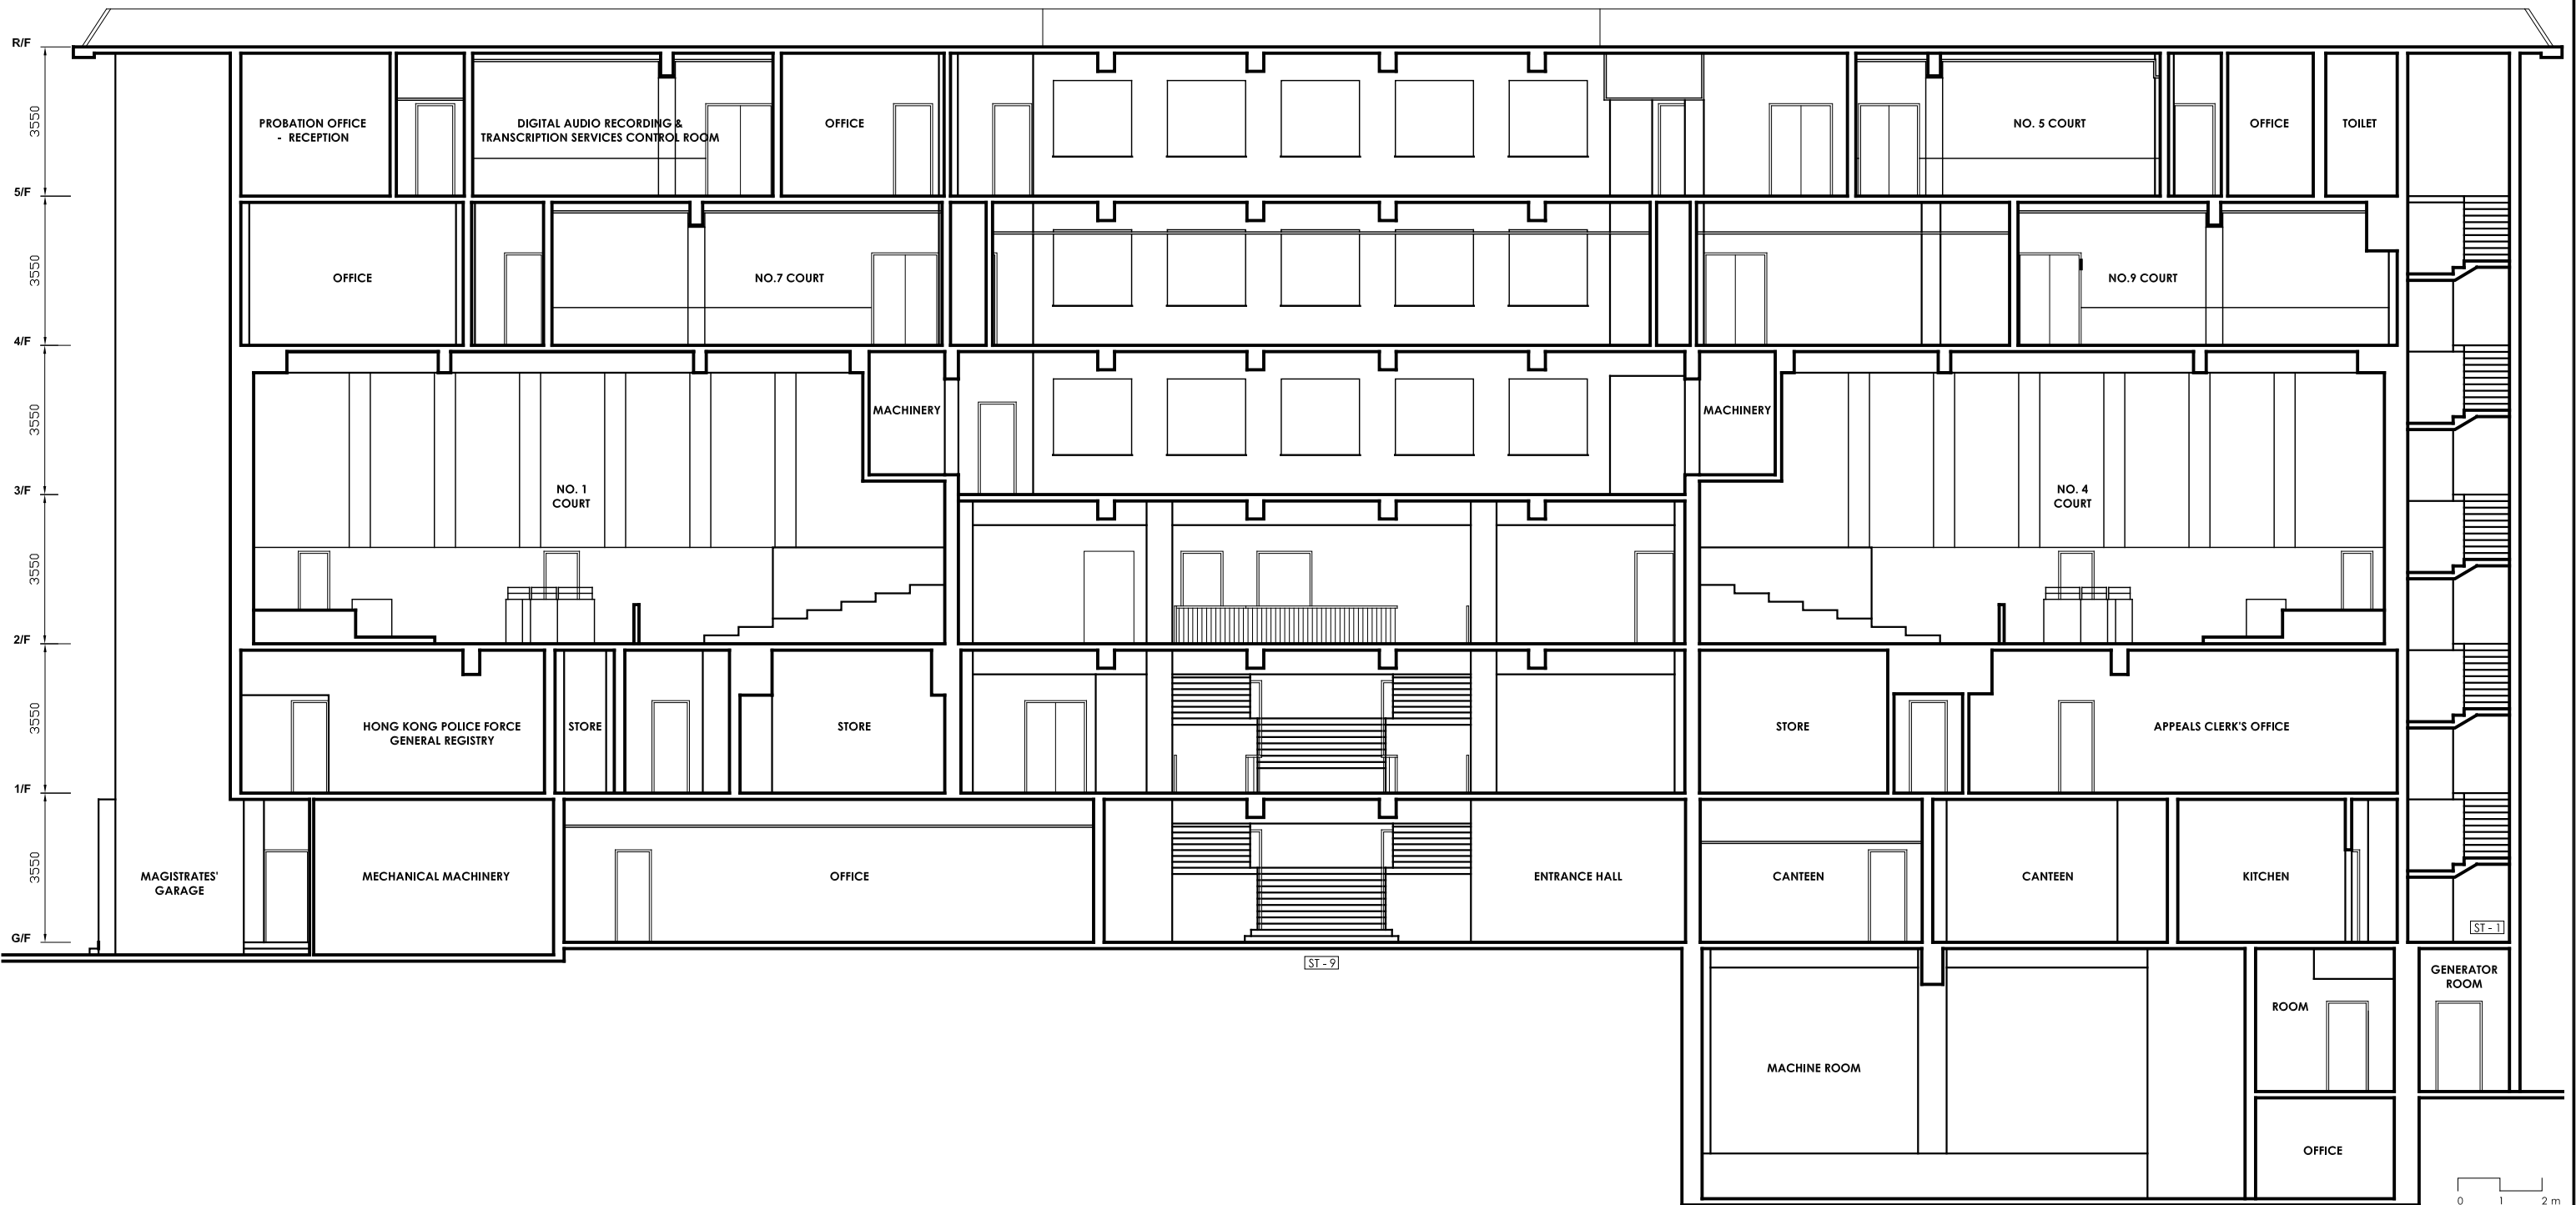 R/F
3550
PROBATION OFFICE
- RECEPTION
DIGITAL AUDIO RECORDING &
TRANSCRIPTION SERVICES CONTROL ROOM
OFFICE
NO. 5 COURT
OFFICE
TOILET
5/F
3550
OFFICE
NO.7 COURT
NO.9 COURT
4/F
3550
MACHINERY
MACHINERY
NO. 1
COURT
NO. 4
COURT
3/F
3550
2/F
3550
HONG KONG POLICE FORCE
GENERAL REGISTRY
STORE
STORE
STORE
APPEALS CLERK'S OFFICE
1/F
3550
MAGISTRATES'
GARAGE
MECHANICAL MACHINERY
OFFICE
ENTRANCE HALL
CANTEEN
CANTEEN
KITCHEN
ST - 1
G/F
ST - 9
GENERATOR
ROOM
ROOM
MACHINE ROOM
OFFICE
0 1 2 m